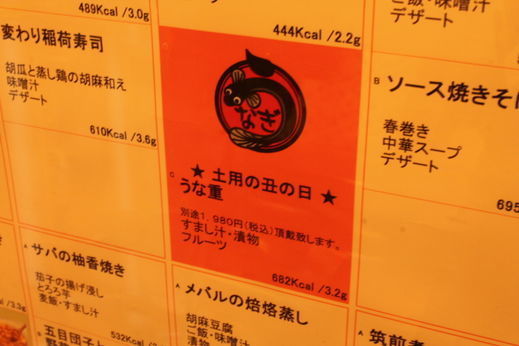 489Kcal /3.0g
変わり稲荷寿司
胡瓜と蒸し鶏の胡麻和え
味噌汁
デザート
610Kcal /3.6g
444Kcal /2.2g
なぎ
★ 土用の丑の日 ★
C うな重
別途1,980円(税込)頂戴致します。
すまし汁・漬物
フルーツ
682Kcal /3.2g
ご飯・味噌汁
デザート
B ソース焼きそ
春巻き
中華スープ
デザート
695
A サバの柚香焼き
茄子の揚げ浸し
とろろ芋
麦飯・すまし汁
532Kcal
/3.3g
B 五目団子
A メバルの焙烙蒸し
胡麻豆腐
ご飯・味噌汁
漬物
A 筑前煮